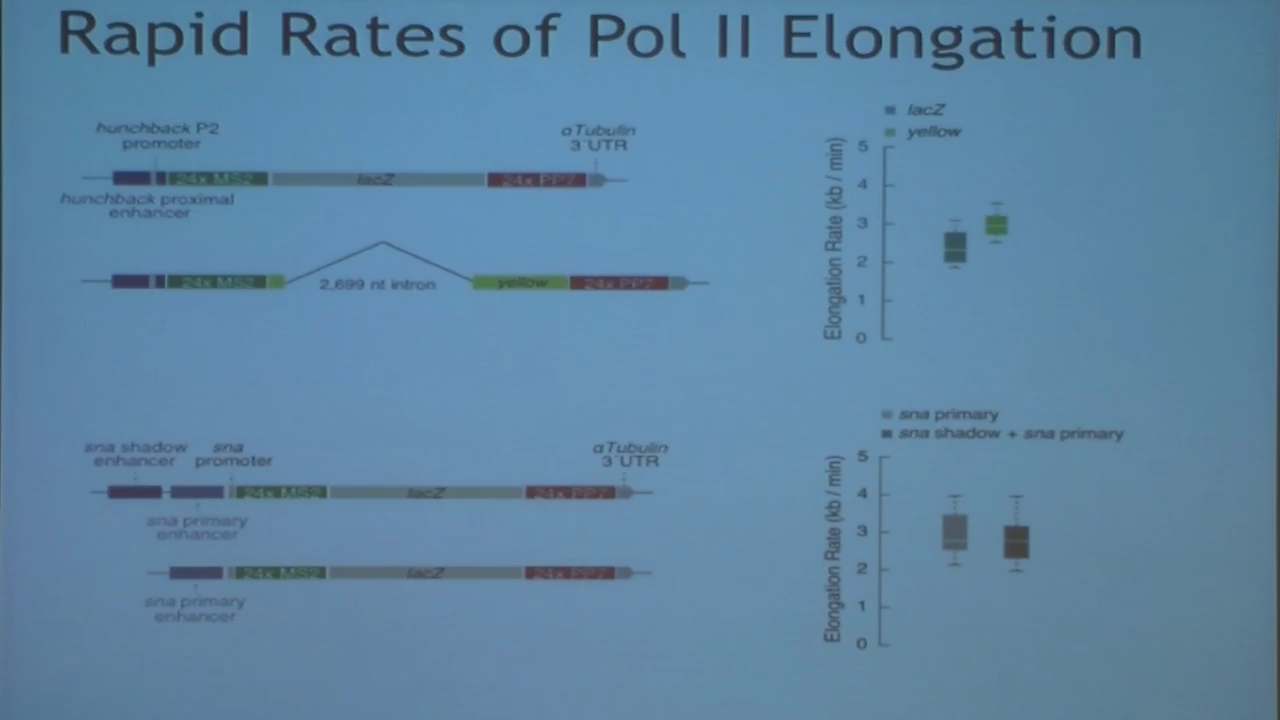 Rapid Rates of Pol II Elongation
hunchback P2
promoter
αTubulin
3´UTR
24x MS2
lacZ
24x PP7
hunchback proximal
enhancer
24x MS2
2,699 nt intron
yellow
24x PP7
lacZ
yellow
Elongation Rate (kb / min)
5
4
3
2
1
0
sna shadow
enhancer
sna
promoter
αTubulin
3´UTR
24x MS2
lacZ
24x PP7
sna primary
enhancer
24x MS2
lacZ
24x PP7
sna primary
enhancer
sna primary
sna shadow + sna primary
Elongation Rate (kb / min)
5
4
3
2
1
0